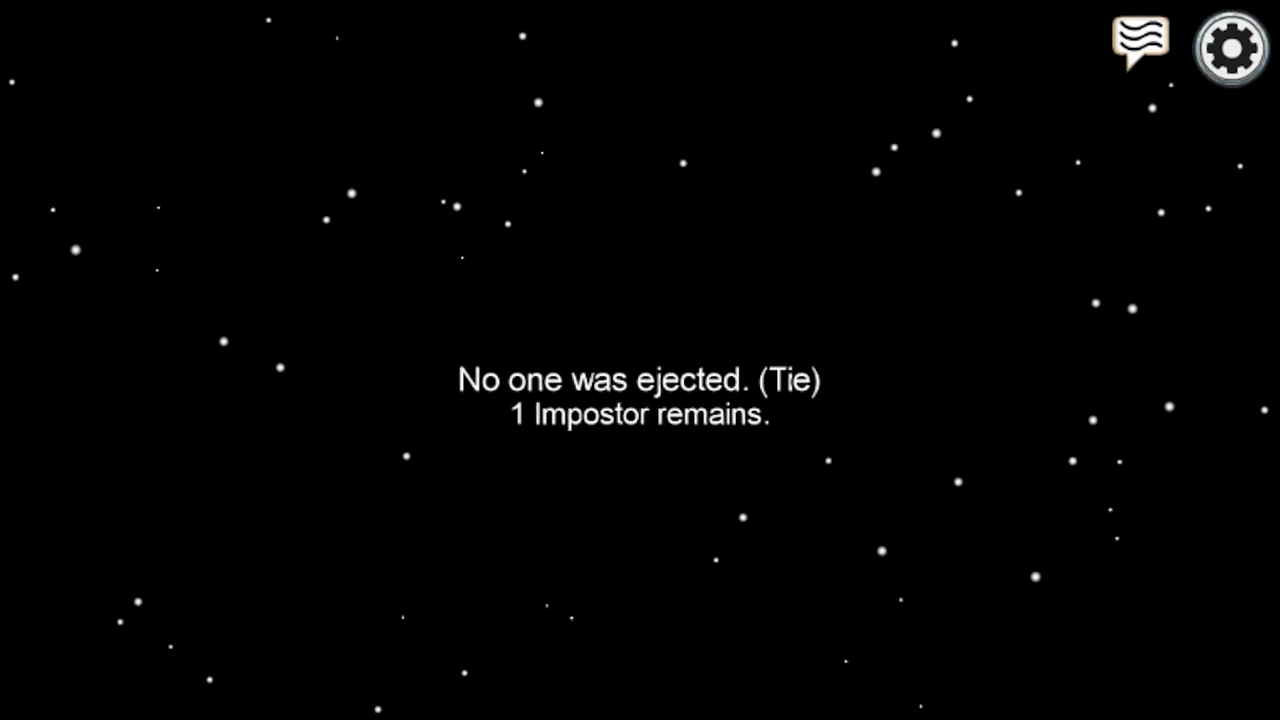 No one was ejected. (Tie)
1 Impostor remains.